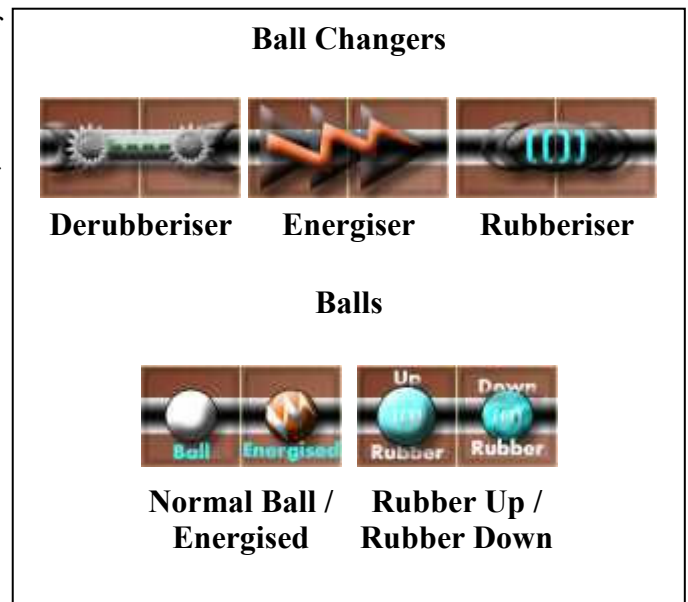 Ball Changers
Derubberiser Energiser Rubberiser
Balls
Up Down
Ball Energised Rubber Rubber
Normal Ball / Rubber Up /
Energised Rubber Down